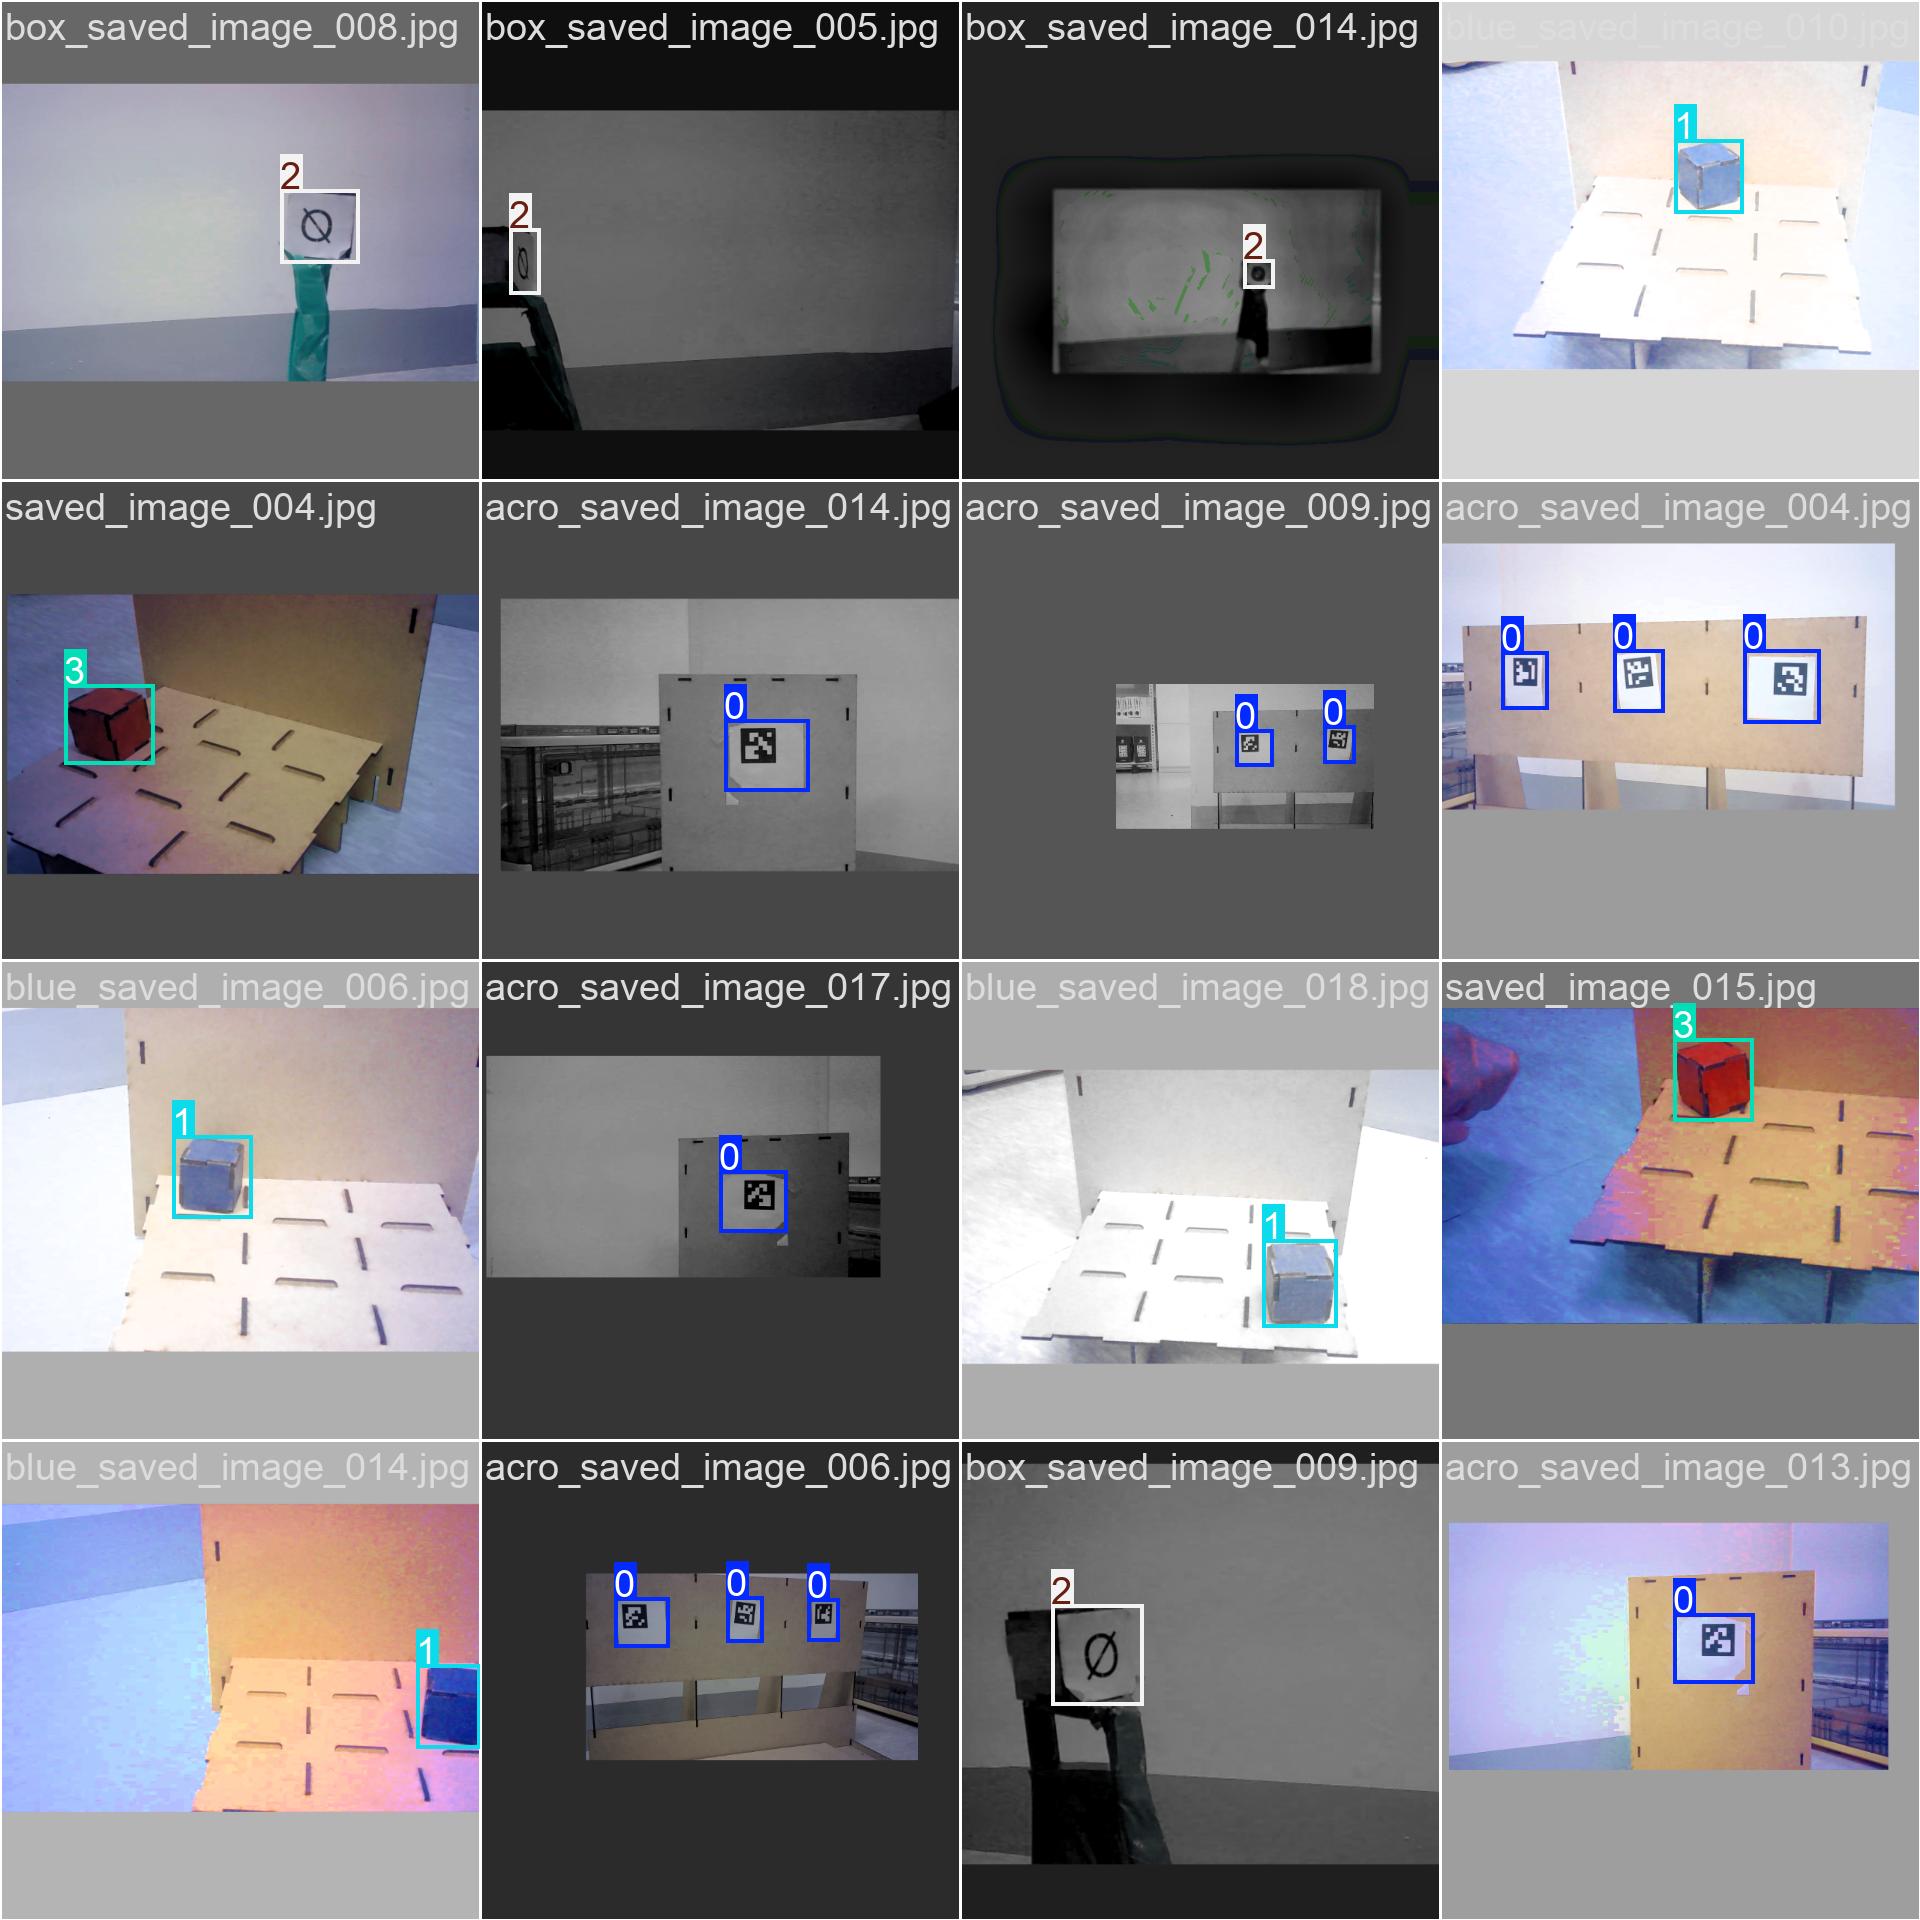 box_saved_image_008.jpg
box_saved_image_005.jpg
box_saved_image_014.jpg
blue_saved_image_010.jpg
2
Ø
2
Ø
2
1
saved_image_004.jpg
acro_saved_image_014.jpg
acro_saved_image_009.jpg
acro_saved_image_004.jpg
3
0
0
0
0
0
0
blue_saved_image_006.jpg
acro_saved_image_017.jpg
blue_saved_image_018.jpg
saved_image_015.jpg
1
0
1
3
blue_saved_image_014.jpg
acro_saved_image_006.jpg
box_saved_image_009.jpg
acro_saved_image_013.jpg
1
0
0
0
2
Ø
0